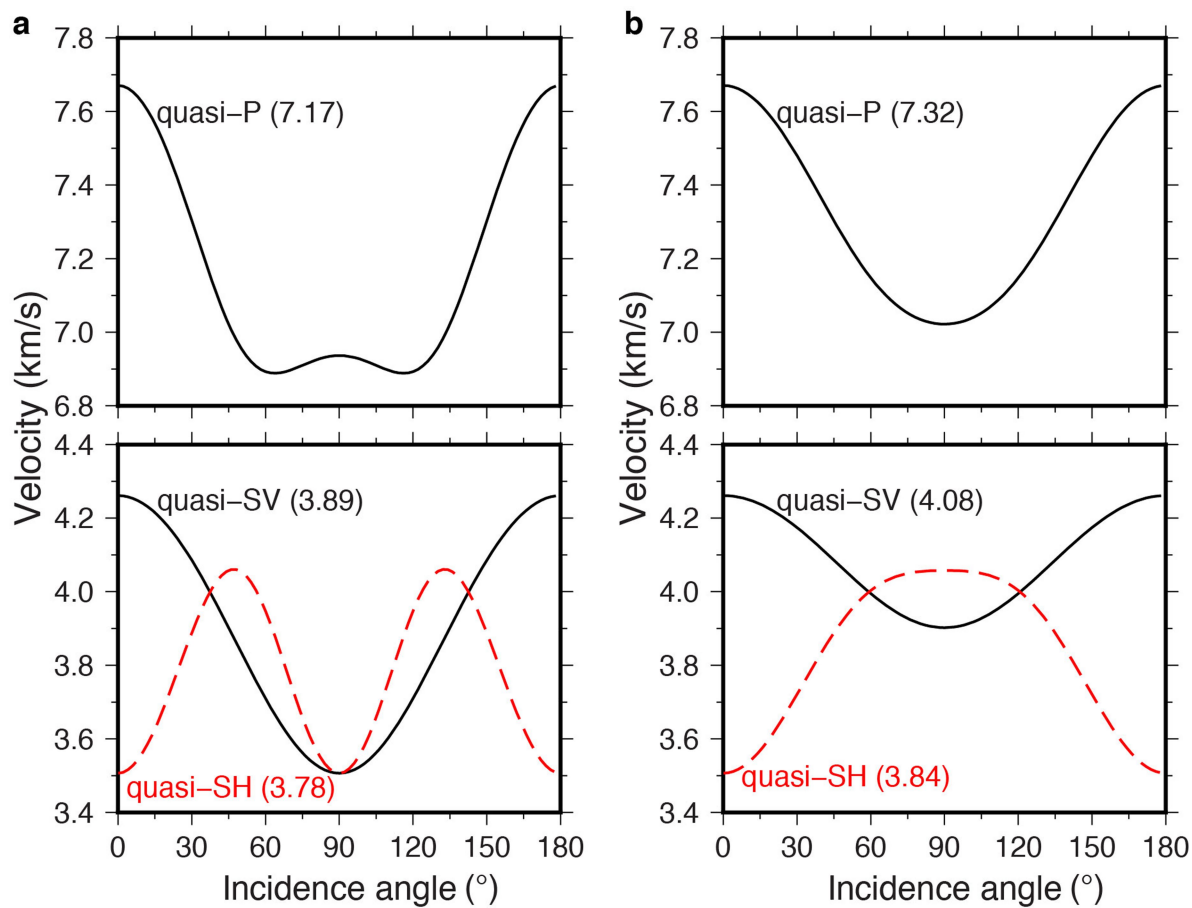 a
7.8
7.6
7.4
7.2
7.0
6.8
quasi−P (7.17)
4.4
4.2
4.0
3.8
3.6
3.4
quasi−SV (3.89)
quasi−SH (3.78)
0 30 60 90 120 150 180
Incidence angle (°)
Velocity (km/s)
b
7.8
7.6
7.4
7.2
7.0
6.8
quasi−P (7.32)
4.4
4.2
4.0
3.8
3.6
3.4
quasi−SV (4.08)
quasi−SH (3.84)
0 30 60 90 120 150 180
Incidence angle (°)
Velocity (km/s)